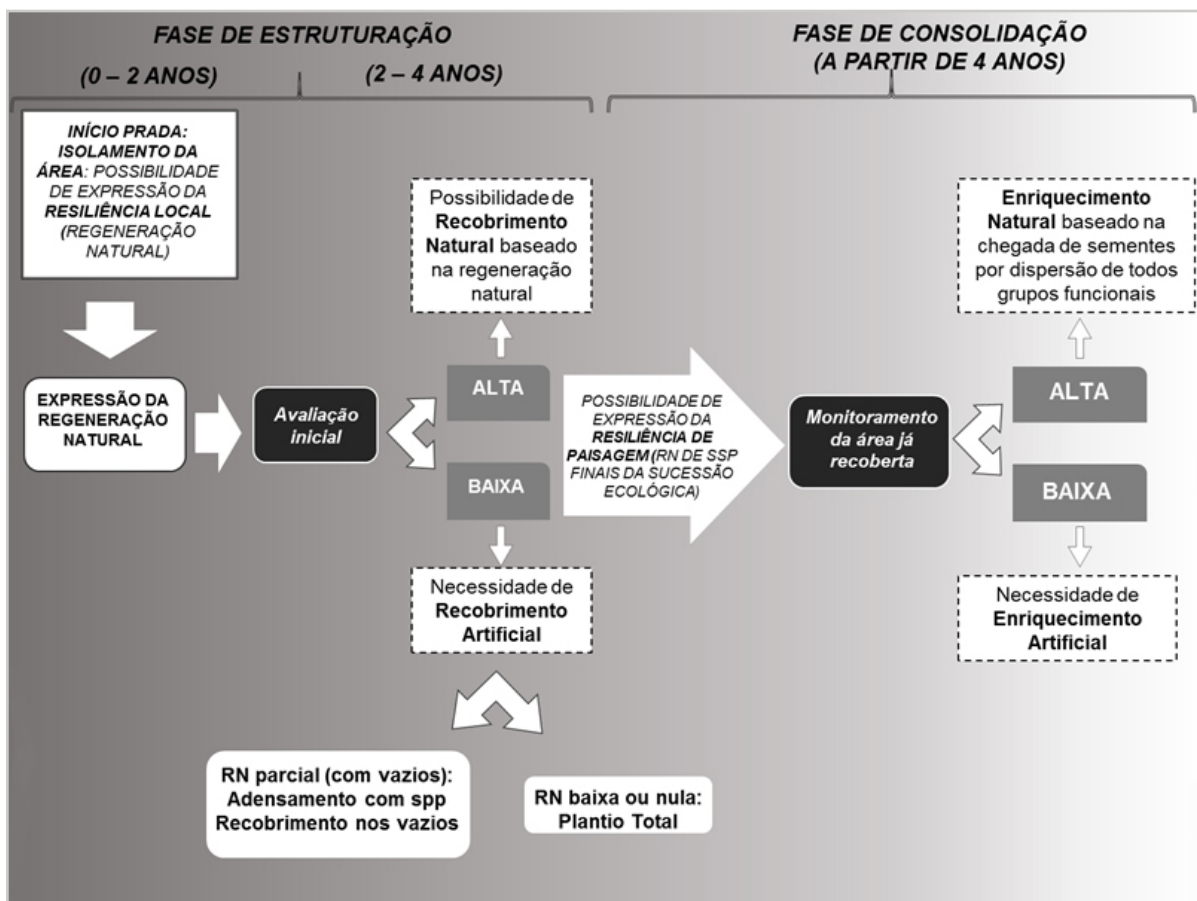 FASE DE ESTRUTURAÇÃO
(0 – 2 ANOS)
(2 – 4 ANOS)
FASE DE CONSOLIDAÇÃO
(A PARTIR DE 4 ANOS)
INÍCIO PRADA:
ISOLAMENTO DA
ÁREA: POSSIBILIDADE
DE EXPRESSÃO DA
RESILIÊNCIA LOCAL
(REGENERAÇÃO
NATURAL)
EXPRESSÃO DA
REGENERAÇÃO
NATURAL
Avaliação
inicial
Possibilidade de
Recobrimento
Natural baseado
na regeneração
natural
ALTA
BAIXA
Necessidade de
Recobrimento
Artificial
RN parcial (com vazios):
Adensamento com spp
Recobrimento nos vazios
RN baixa ou nula:
Plantio Total
POSSIBILIDADE DE
EXPRESSÃO DA
RESILIÊNCIA DE
PAISAGEM (RN DE SSP
FINAIS DA SUCESSÃO
ECOLÓGICA)
Monitoramento
da área já
recoberta
Enriquecimento
Natural baseado na
chegada de sementes
por dispersão de todos
grupos funcionais
ALTA
BAIXA
Necessidade de
Enriquecimento
Artificial